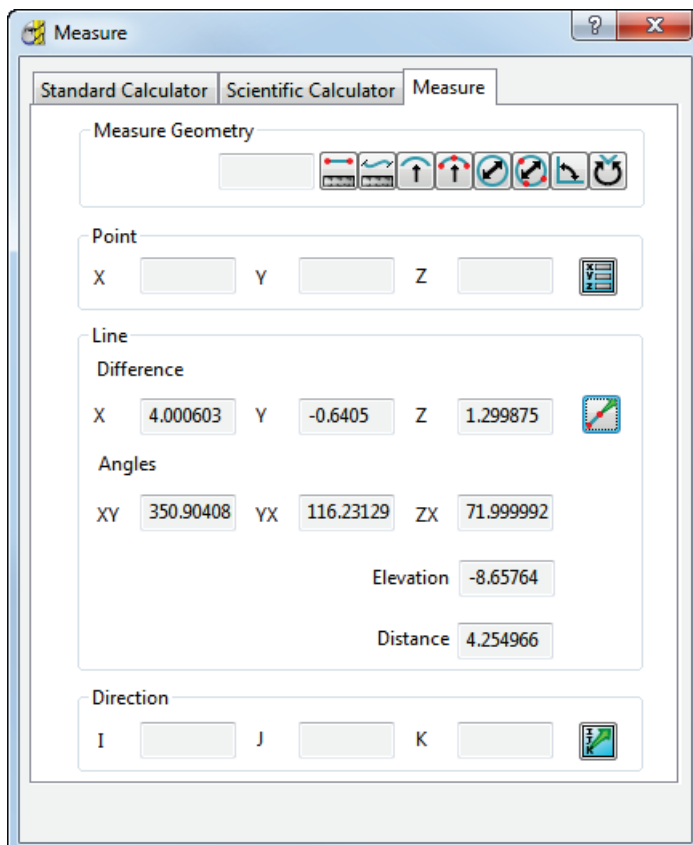 Measure
Standard Calculator Scientific Calculator Measure
Measure Geometry
Point
X Y Z
Line
Difference
X 4.000603 Y -0.6405 Z 1.299875
Angles
XY 350.90408 YX 116.23129 ZX 71.999992
Elevation -8.65764
Distance 4.254966
Direction
I J K